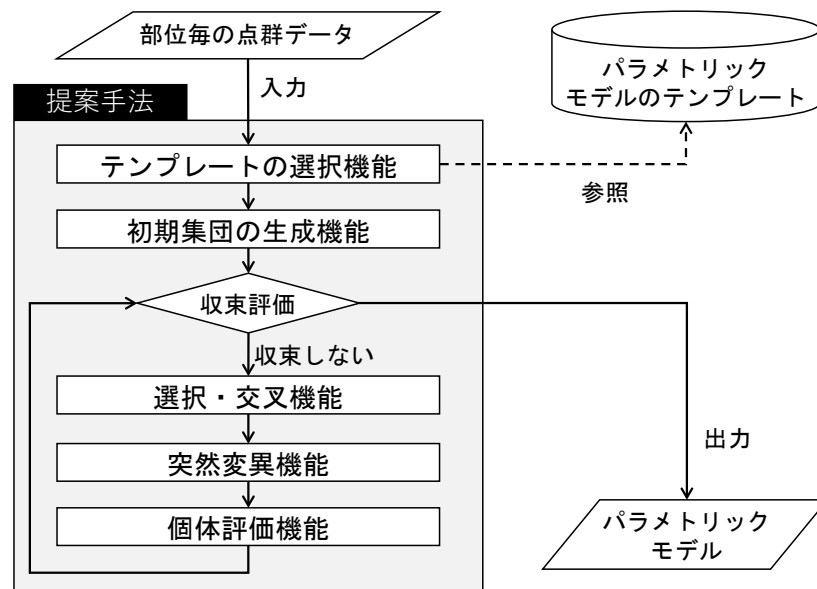 部位毎の点群データ
入力
パラメトリック
モデルのテンプレート
提案手法
テンプレートの選択機能
参照
初期集団の生成機能
収束評価
収束しない
選択・交叉機能
突然変異機能
個体評価機能
出力
パラメトリック
モデル